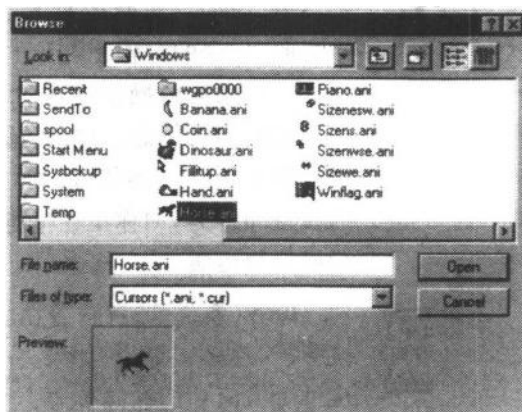 Browse
Look in: Windows
Recent
SendTo
spool
Start Menu
Sysbckup
System
Temp
wgpo0000
Banana.ani
Coin.ani
Dinosaur.ani
Fillitup.ani
Hand.ani
Horse.ani
Piano.ani
Sizenesw.ani
Sizens.ani
Sizenwse.ani
Sizewe.ani
Winflag.ani
File name: Horse.ani Open
Files of type: Cursors (*.ani, *.cur) Cancel
Preview: